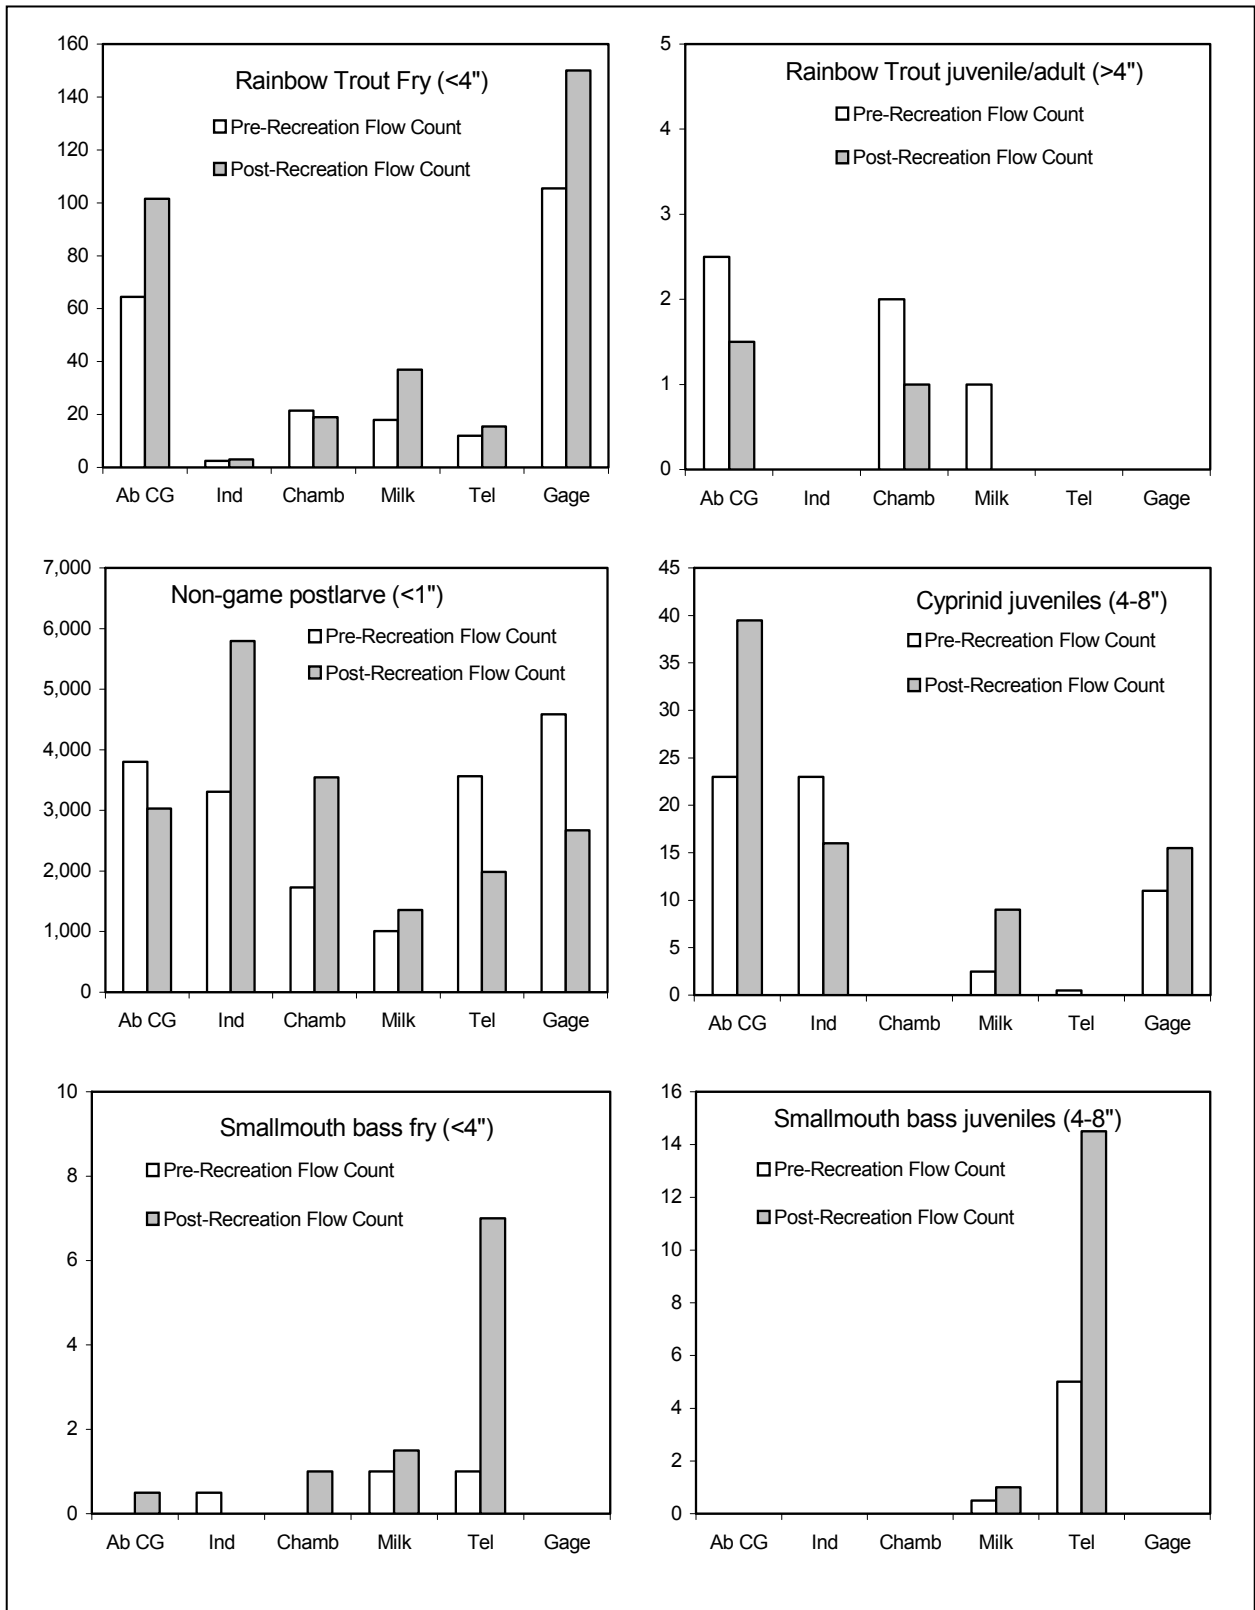 Rainbow Trout Fry (<4")
Pre-Recreation Flow Count
Post-Recreation Flow Count
160
140
120
100
80
60
40
20
0
Ab CG Ind Chamb Milk Tel Gage
Rainbow Trout juvenile/adult (>4")
Pre-Recreation Flow Count
Post-Recreation Flow Count
5
4
3
2
1
0
Ab CG Ind Chamb Milk Tel Gage
Non-game postlarve (<1")
Pre-Recreation Flow Count
Post-Recreation Flow Count
7,000
6,000
5,000
4,000
3,000
2,000
1,000
0
Ab CG Ind Chamb Milk Tel Gage
Cyprinid juveniles (4-8")
Pre-Recreation Flow Count
Post-Recreation Flow Count
45
40
35
30
25
20
15
10
5
0
Ab CG Ind Chamb Milk Tel Gage
Smallmouth bass fry (<4")
Pre-Recreation Flow Count
Post-Recreation Flow Count
10
8
6
4
2
0
Ab CG Ind Chamb Milk Tel Gage
Smallmouth bass juveniles (4-8")
Pre-Recreation Flow Count
Post-Recreation Flow Count
16
14
12
10
8
6
4
2
0
Ab CG Ind Chamb Milk Tel Gage